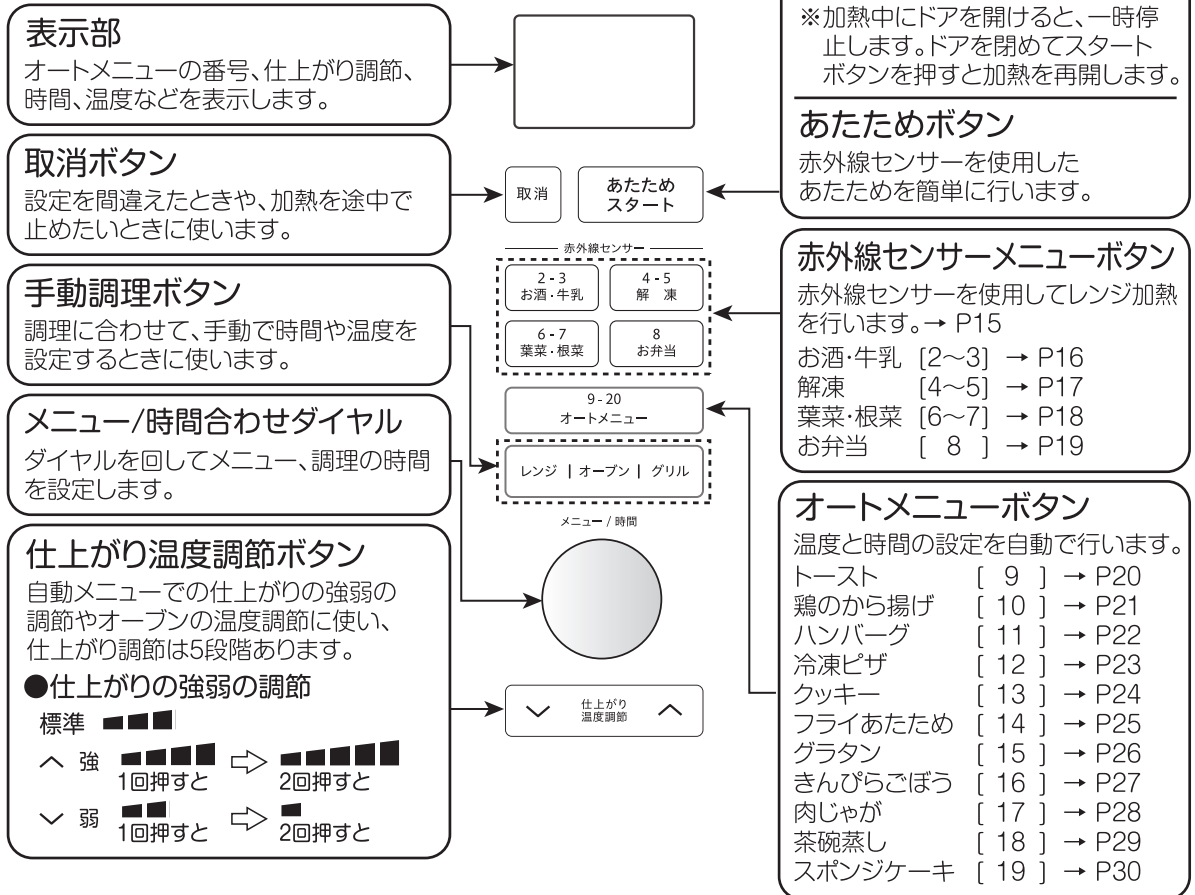 表示部
オートメニューの番号、仕上がり調節、
時間、温度などを表示します。
取消ボタン
設定を間違えたときや、加熱を途中で
止めたいときに使います。
手動調理ボタン
調理に合わせて、手動で時間や温度を
設定するときに使います。
メニュー/時間合わせダイヤル
ダイヤルを回してメニュー、調理の時間
を設定します。
仕上がり温度調節ボタン
自動メニューでの仕上がりの強弱の
調節やオーブンの温度調節に使い、
仕上がり調節は5段階あります。
●仕上がりの強弱の調節
標準
強
1回押すと 2回押すと
弱
1回押すと 2回押すと
取消
あたため
スタート
赤外線センサー
2-3
お酒・牛乳
4-5
解 凍
6-7
葉菜・根菜
8
お弁当
9-20
オートメニュー
レンジ | オーブン | グリル
メニュー / 時間
仕上がり
温度調節
※加熱中にドアを開けると、一時停
止します。ドアを閉めてスタート
ボタンを押すと加熱を再開します。
あたためボタン
赤外線センサーを使用した
あたためを簡単に行います。
赤外線センサーメニューボタン
赤外線センサーを使用してレンジ加熱
を行います。→ P15
お酒・牛乳 [2〜3] → P16
解凍 [4〜5] → P17
葉菜・根菜 [6〜7] → P18
お弁当 [ 8 ] → P19
オートメニューボタン
温度と時間の設定を自動で行います。
トースト [ 9 ] → P20
鶏のから揚げ [ 10 ] → P21
ハンバーグ [ 11 ] → P22
冷凍ピザ [ 12 ] → P23
クッキー [ 13 ] → P24
フライあたため [ 14 ] → P25
グラタン [ 15 ] → P26
きんぴらごぼう [ 16 ] → P27
肉じゃが [ 17 ] → P28
茶碗蒸し [ 18 ] → P29
スポンジケーキ [ 19 ] → P30